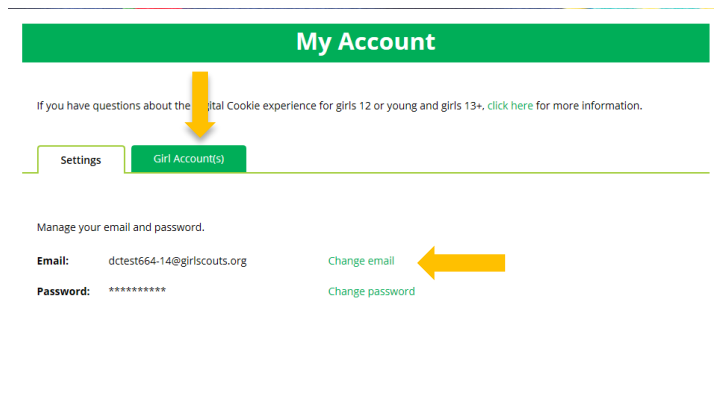 My Account
If you have questions about the Digital Cookie experience for girls 12 or young and girls 13+, click here for more information.
Settings
Girl Account(s)
Manage your email and password.
Email: dctest664-14@girlscouts.org Change email
Password: ********** Change password